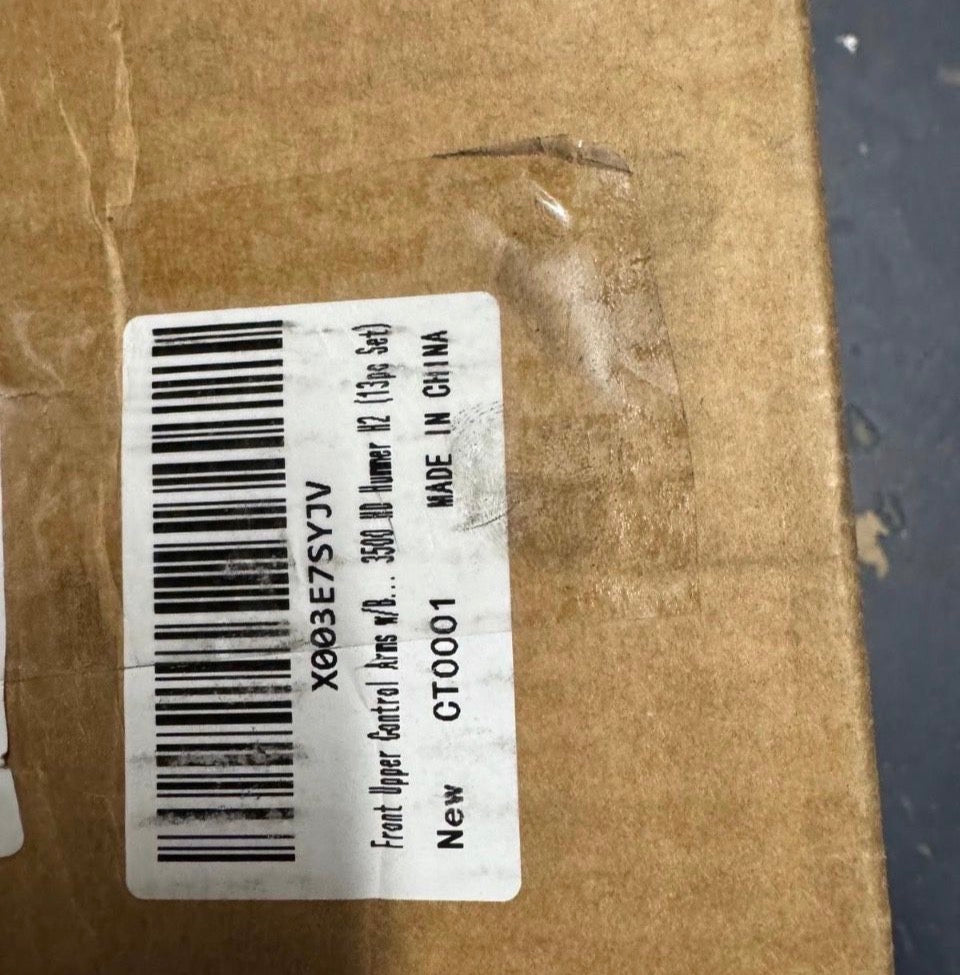 X003E7SYJV
Front Upper Control Arms w/B... 3500 HD Hummer H2 (13pc Set)
New CT0001 MADE IN CHINA